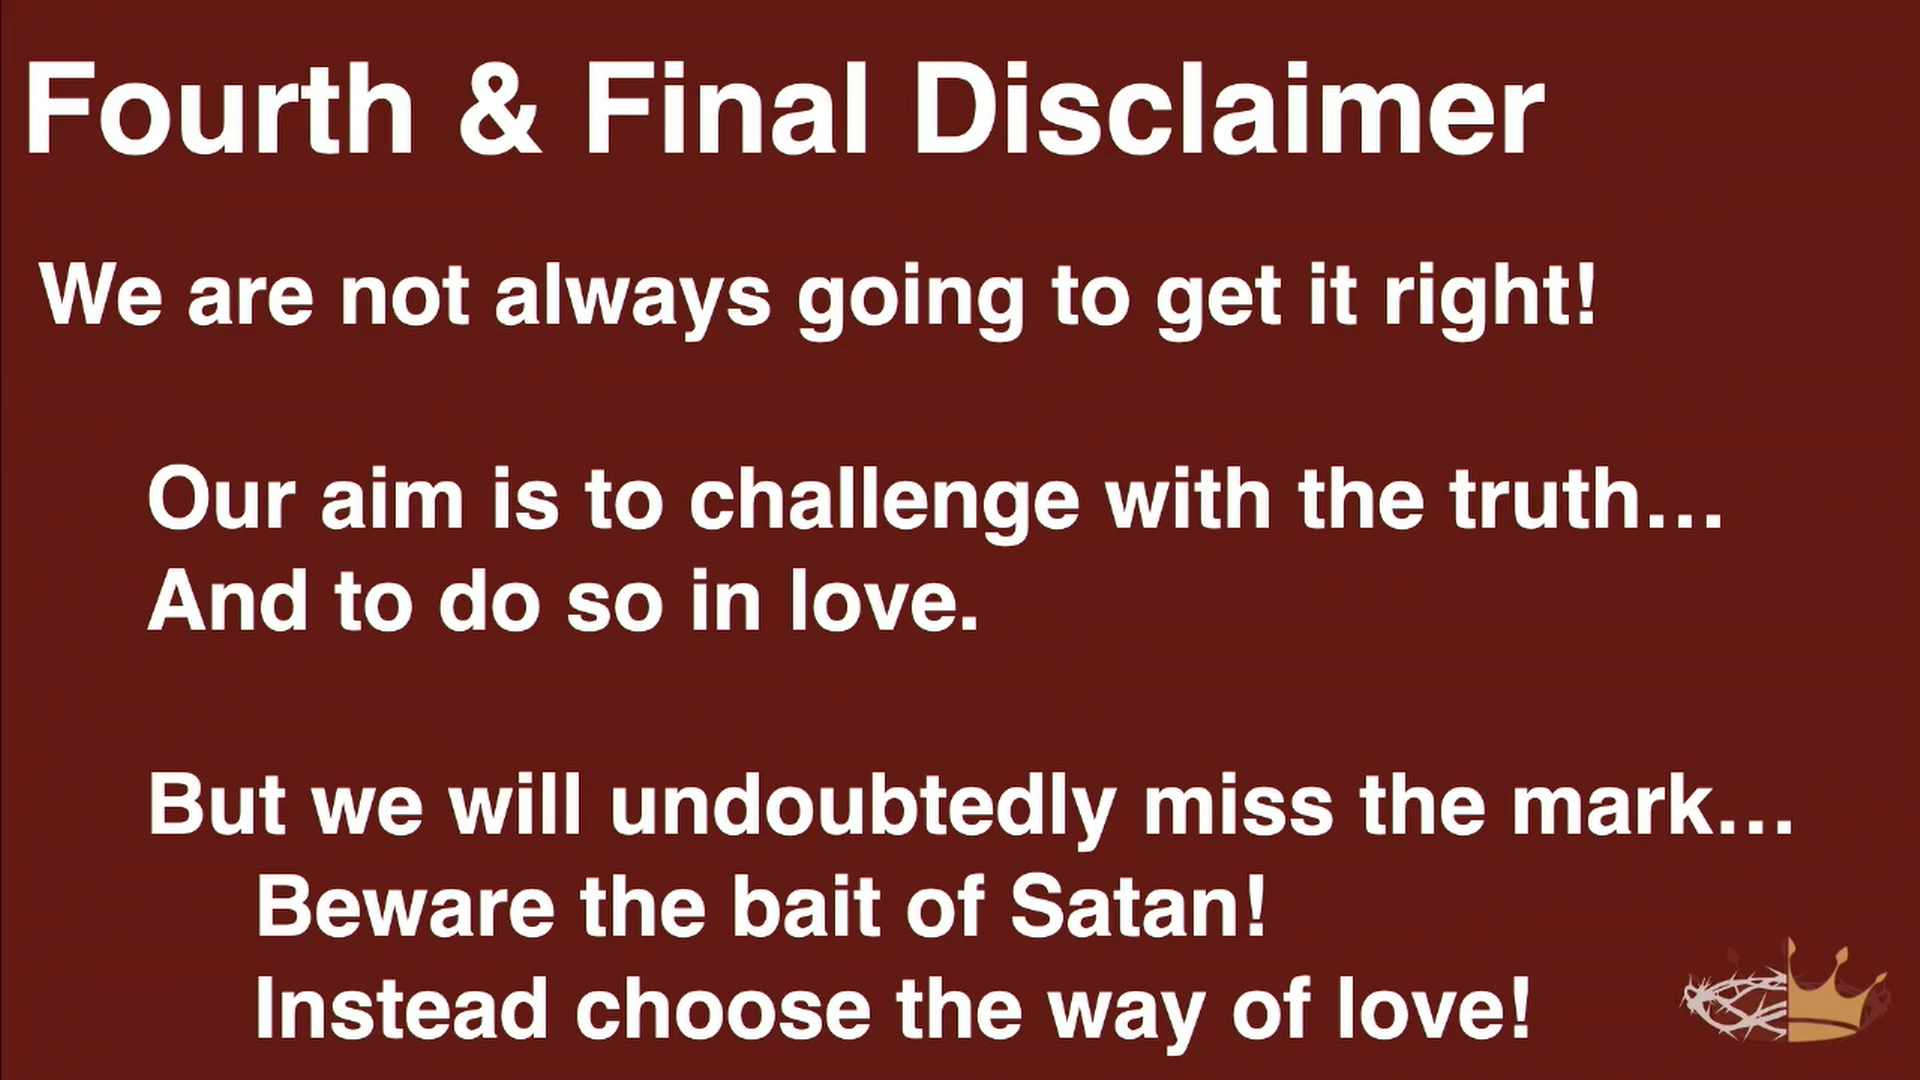 Fourth & Final Disclaimer
We are not always going to get it right!
Our aim is to challenge with the truth…
And to do so in love.
But we will undoubtedly miss the mark…
Beware the bait of Satan!
Instead choose the way of love!